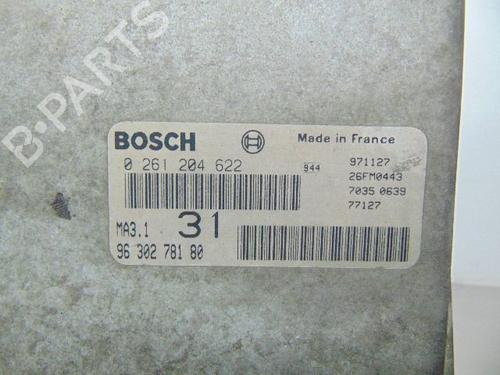 B-PARTS
BOSCH
Made in France
0 261 204 622
944
971127
26FM0443
7035 0639
77127
MA3.1
31
96 302 781 80